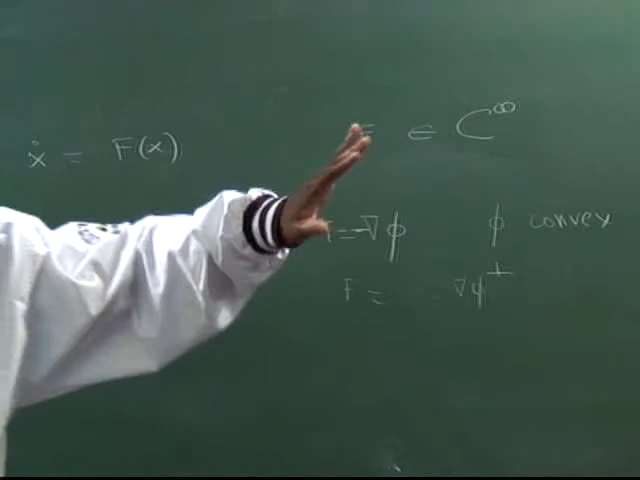 ẋ = F(x)
F ∈ C^∞
= -∇ϕ ϕ convex
F = ∇ψ^⊥